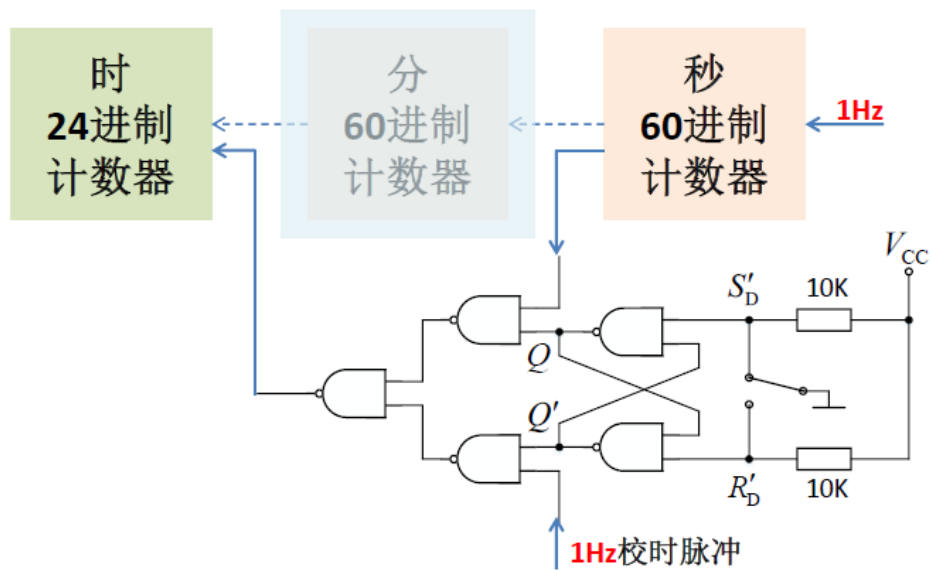 时
24进制
计数器
分
60进制
计数器
秒
60进制
计数器
1Hz
V_CC
S′_D
10K
Q
Q′
R′_D
10K
1Hz校时脉冲